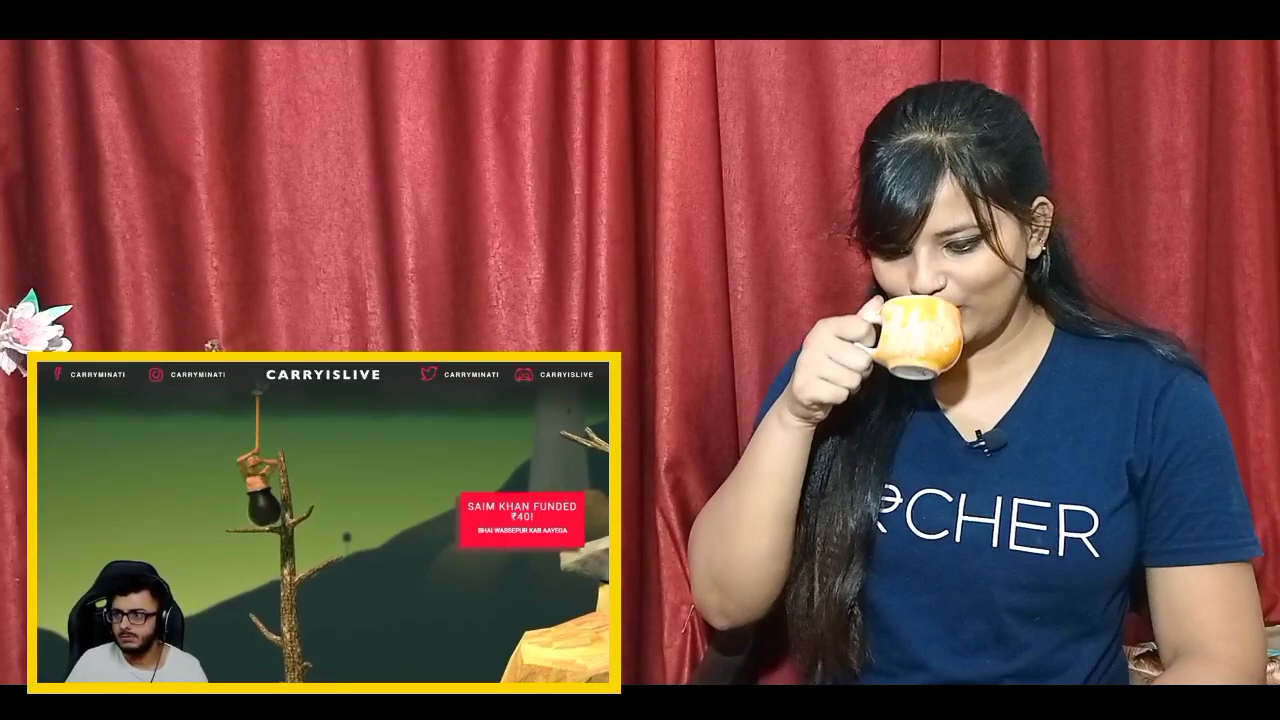 CARRYMINATI CARRYMINATI CARRYISLIVE CARRYMINATI CARRYISLIVE
SAIM KHAN FUNDED
₹40!
BHAI WASSEPUR KAB AAYEGA
RCHER